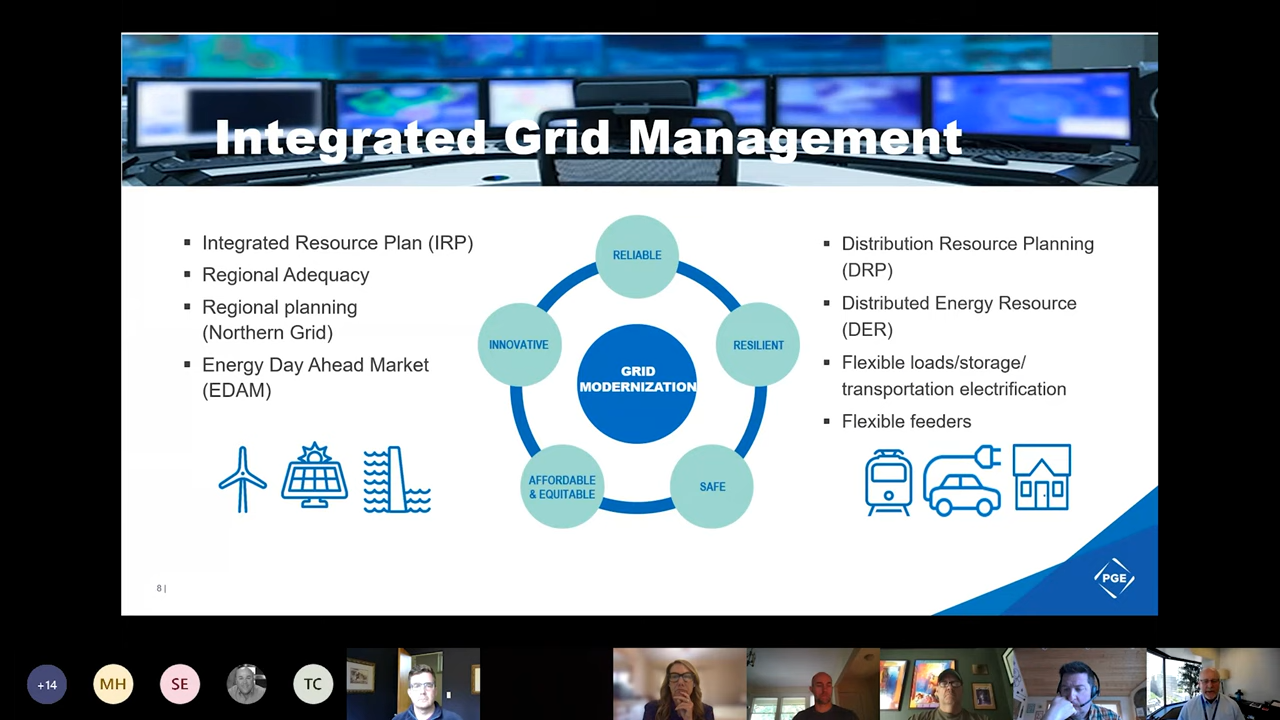 Integrated Grid Management
▪ Integrated Resource Plan (IRP)
▪ Regional Adequacy
▪ Regional planning
(Northern Grid)
▪ Energy Day Ahead Market
(EDAM)
RELIABLE
INNOVATIVE
RESILIENT
GRID
MODERNIZATION
AFFORDABLE
& EQUITABLE
SAFE
▪ Distribution Resource Planning
(DRP)
▪ Distributed Energy Resource
(DER)
▪ Flexible loads/storage/
transportation electrification
▪ Flexible feeders
8 |
PGE
+14
MH
SE
TC